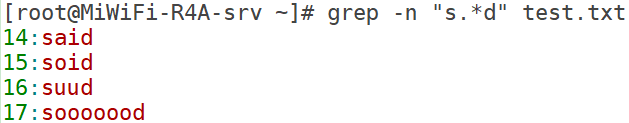 [root@MiWiFi-R4A-srv ~]# grep -n "s.*d" test.txt
14:said
15:soid
16:suud
17:sooooood